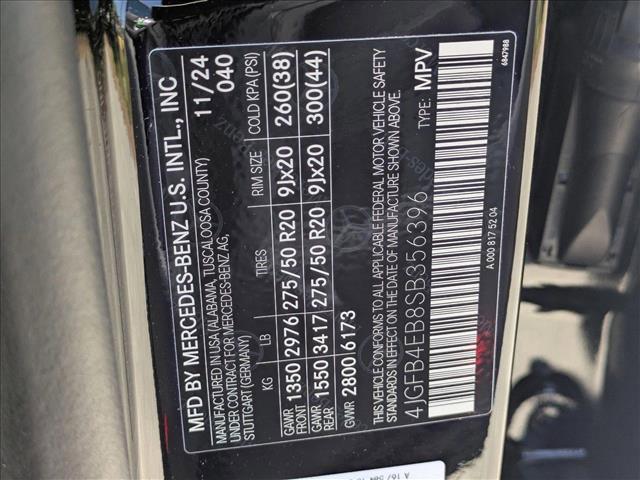 MFD BY MERCEDES-BENZ U.S. INTL., INC
MANUFACTURED IN USA (ALABAMA, TUSCALOOSA COUNTY)
UNDER CONTRACT FOR MERCEDES-BENZ AG,
STUTTGART (GERMANY)
11/24
040
KG LB TIRES RIM SIZE COLD KPA(PSI)
GAWR FRONT 1350 2976 275/50 R20 9Jx20 260(38)
GAWR REAR 1550 3417 275/50 R20 9Jx20 300(44)
GVWR 2800 6173
THIS VEHICLE CONFORMS TO ALL APPLICABLE FEDERAL MOTOR VEHICLE SAFETY
STANDARDS IN EFFECT ON THE DATE OF MANUFACTURE SHOWN ABOVE.
TYPE: MPV
4JGFB4EB8SB356396
A 000 817 52 04
6847988